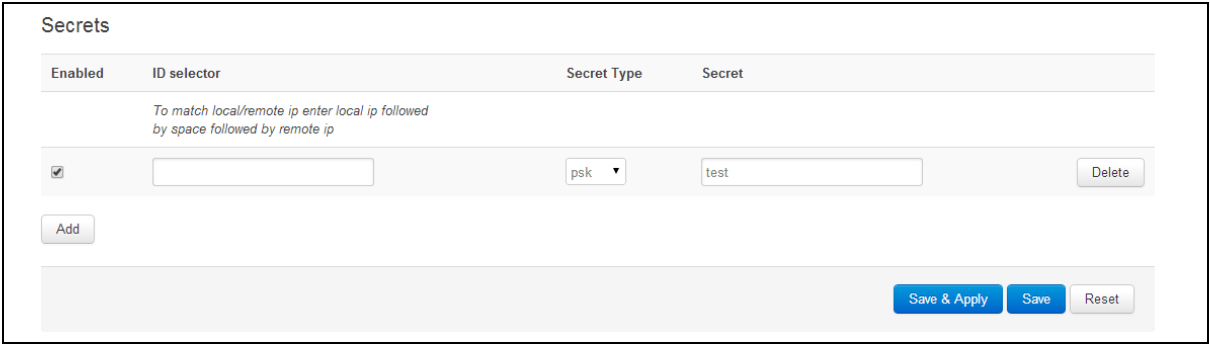 Secrets
Enabled ID selector Secret Type Secret
To match local/remote ip enter local ip followed
by space followed by remote ip
psk test Delete
Add
Save & Apply Save Reset